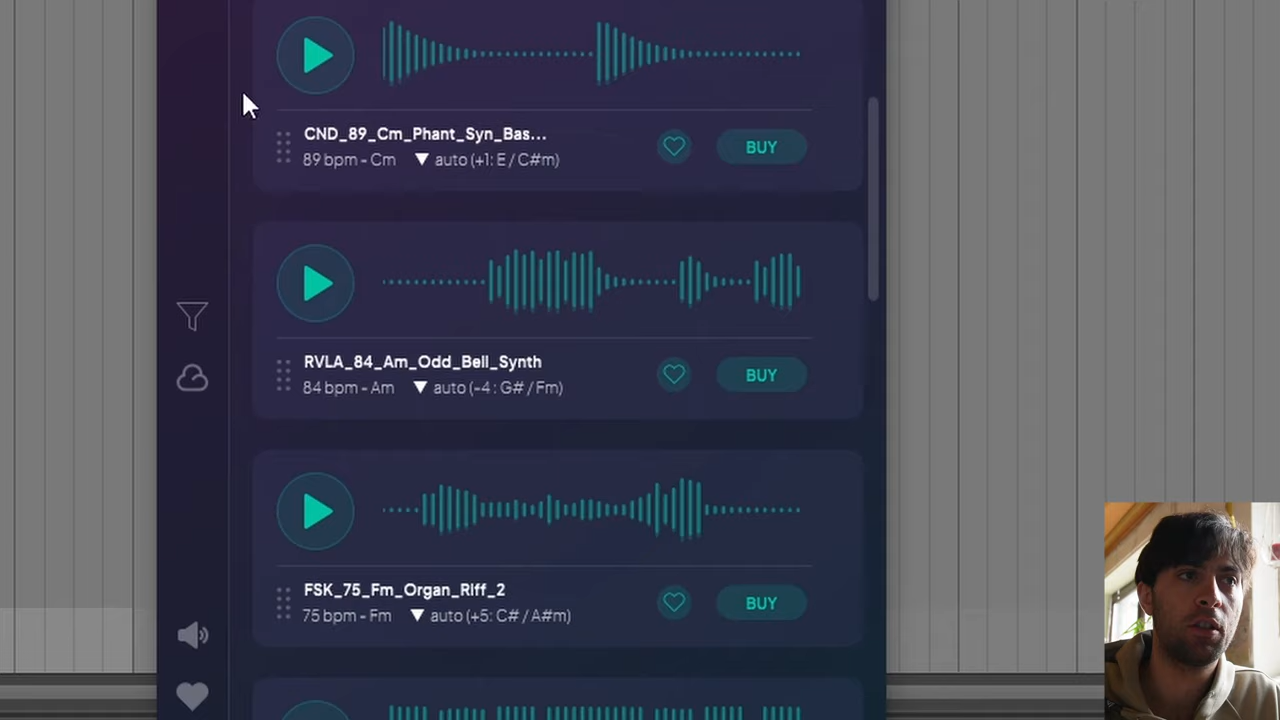 CND_89_Cm_Phant_Syn_Bas...
89 bpm - Cm auto (+1: E / C#m)
BUY
RVLA_84_Am_Odd_Bell_Synth
84 bpm - Am auto (-4 : G# / Fm)
BUY
FSK_75_Fm_Organ_Riff_2
75 bpm - Fm auto (+5: C# / A#m)
BUY